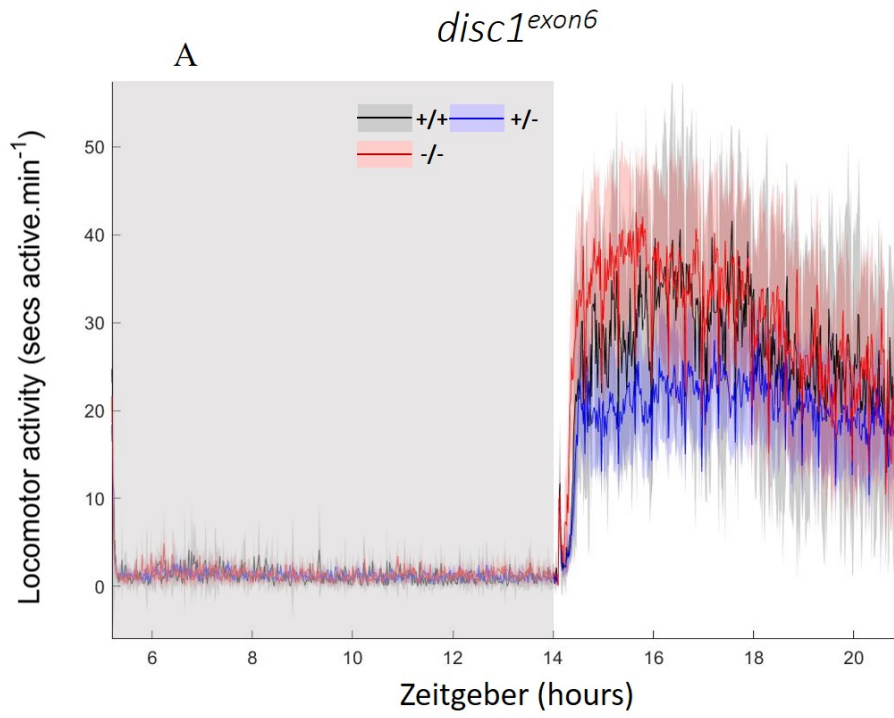 disc1exon6
A
+/+ +/-
-/-
50
40
30
20
10
0
Locomotor activity (secs active.min-1)
6 8 10 12 14 16 18 20
Zeitgeber (hours)